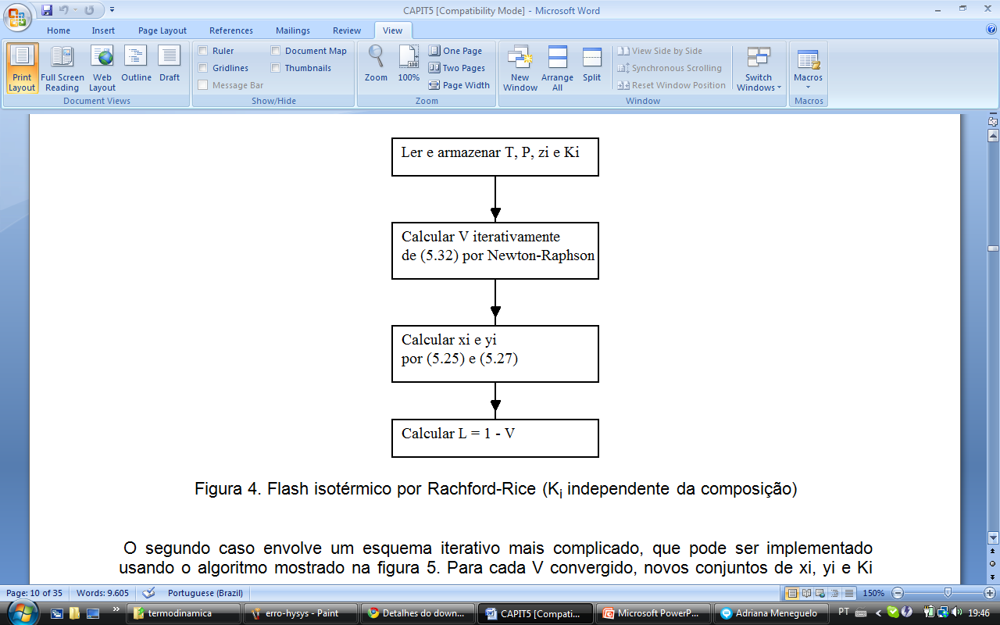 CAPIT5 [Compatibility Mode] - Microsoft Word
Home Insert Page Layout References Mailings Review View
Print Layout
Full Screen Reading
Web Layout
Outline
Draft
Document Views
Ruler
Gridlines
Message Bar
Document Map
Thumbnails
Show/Hide
Zoom
100%
One Page
Two Pages
Page Width
Zoom
New Window
Arrange All
Split
View Side by Side
Synchronous Scrolling
Reset Window Position
Window
Switch Windows
Macros
Macros
Ler e armazenar T, P, zi e Ki
Calcular V iterativamente
de (5.32) por Newton-Raphson
Calcular xi e yi
por (5.25) e (5.27)
Calcular L = 1 - V
Figura 4. Flash isotérmico por Rachford-Rice (Ki independente da composição)
O segundo caso envolve um esquema iterativo mais complicado, que pode ser implementado
usando o algoritmo mostrado na figura 5. Para cada V convergido, novos conjuntos de xi, yi e Ki
Page: 10 of 35 Words: 9.605 Portuguese (Brazil) 150%
termodinamica erro-hysys - Paint Detalhes do down... CAPIT5 [Compati... Microsoft PowerP... Adriana Meneguelo PT 19:46